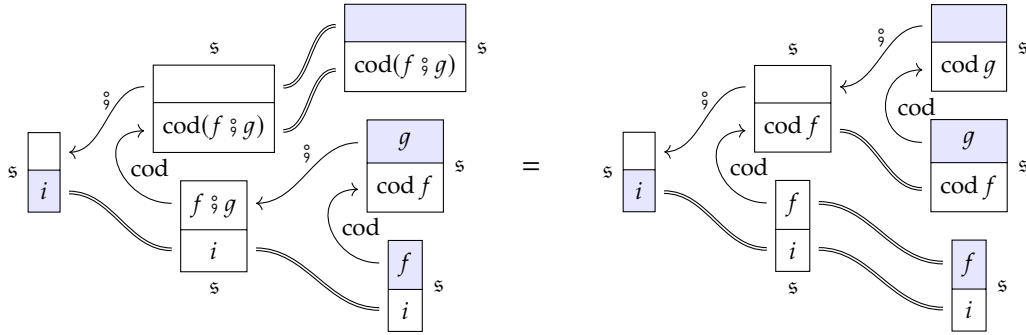 𝔰
cod(f ⨟ g) 𝔰
⨟
cod(f ⨟ g)
g
⨟
𝔰
cod
𝔰 i
cod f
f ⨟ g
cod
i
f
𝔰
𝔰
i
=
⨟
𝔰
cod g
𝔰
⨟
cod
cod f
g
𝔰
cod
𝔰 i
cod f
f
i
f
𝔰
𝔰
i